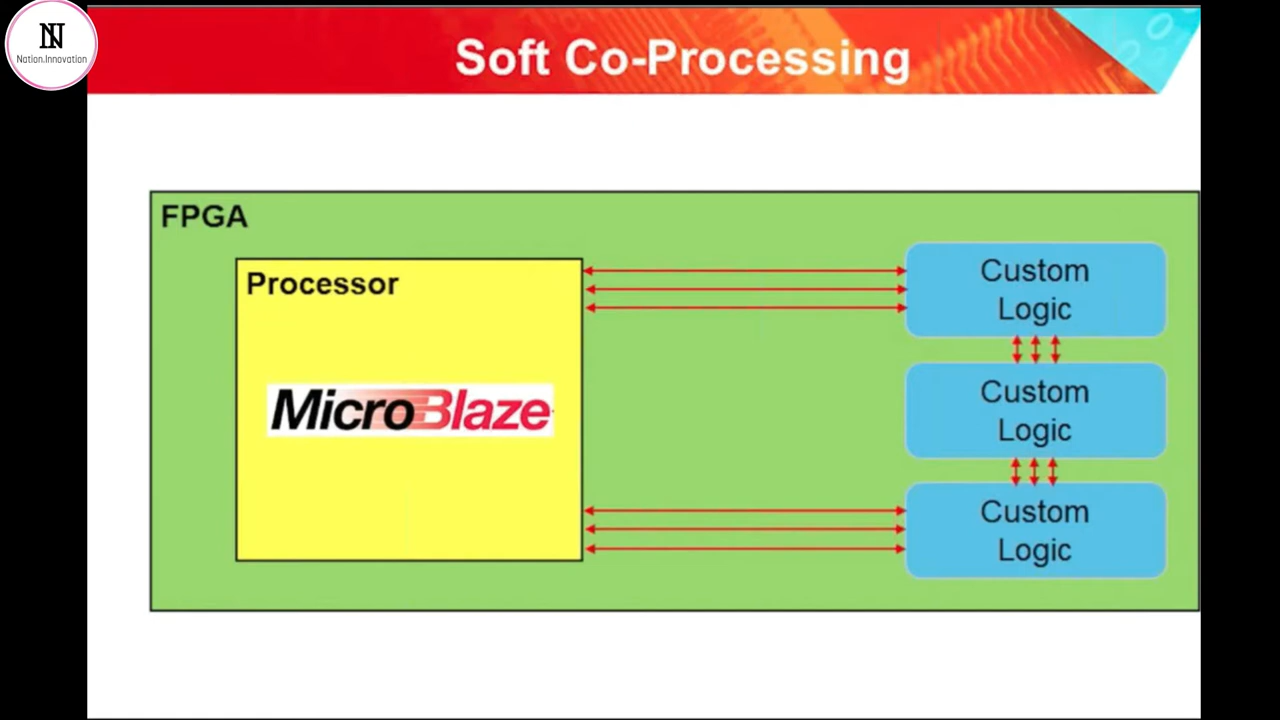 N
Nation.Innovation
Soft Co-Processing
FPGA
Processor
MicroBlaze
Custom
Logic
Custom
Logic
Custom
Logic